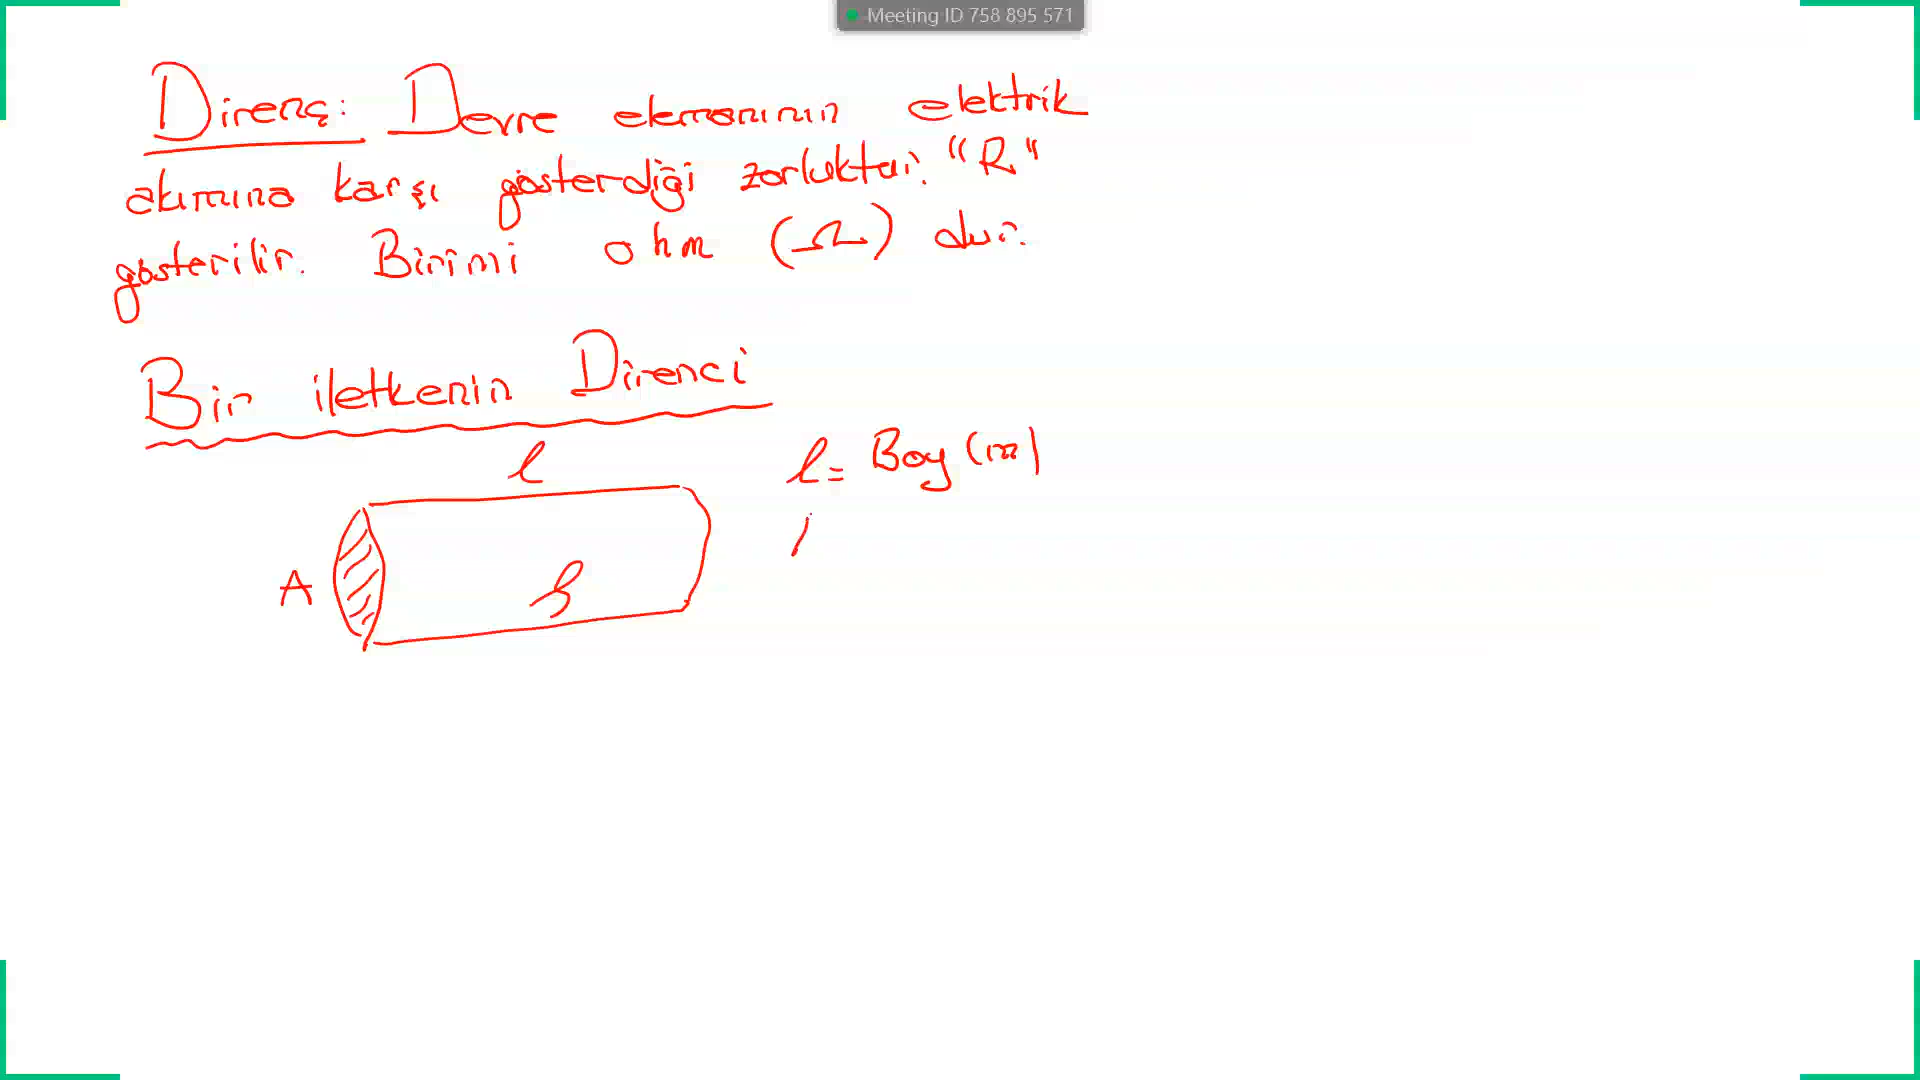 Meeting ID 758 895 571
Direnç: Devre elemanının elektrik
akımına karşı gösterdiği zorluktur. "R"
gösterilir. Birimi ohm (Ω) dur.
Bir iletkenin Direnci
l
l = Boy (m)
A